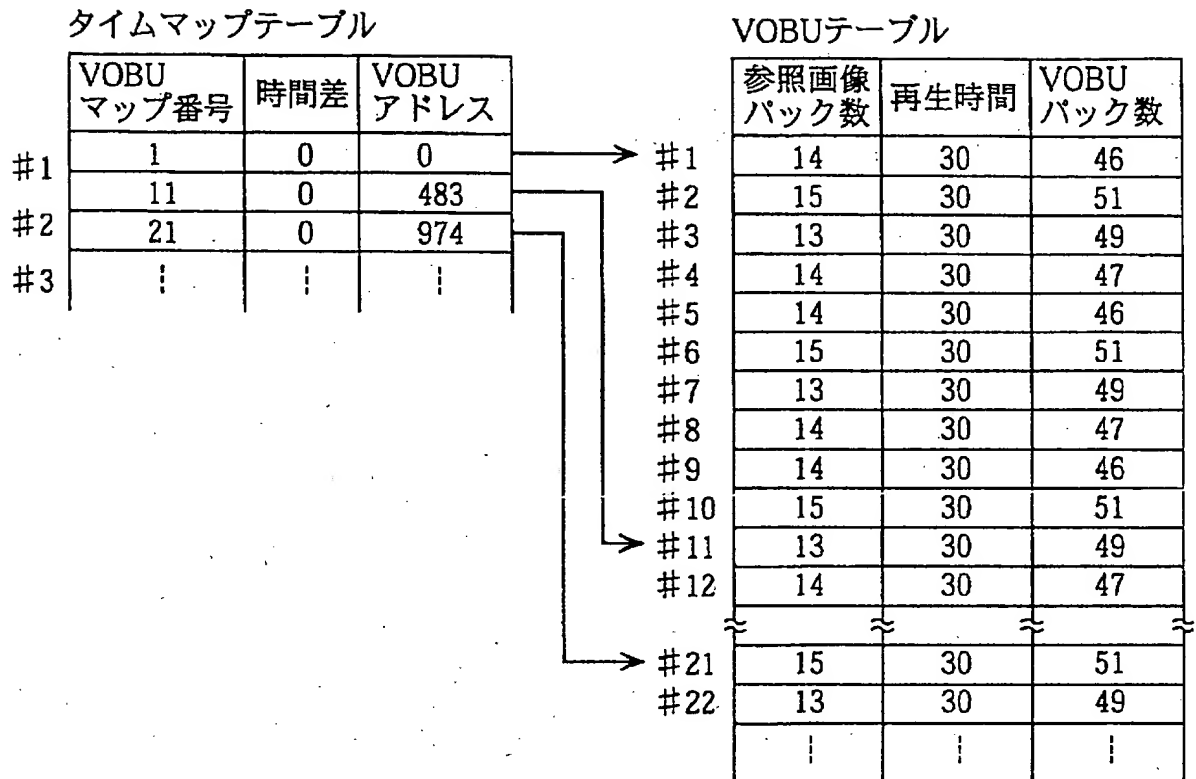 タイムマップテーブル
VOBU マップ番号 時間差 VOBU アドレス
#1 1 0 0
#2 11 0 483
#3 21 0 974
VOBUテーブル
参照画像パック数 再生時間 VOBU パック数
#1 14 30 46
#2 15 30 51
#3 13 30 49
#4 14 30 47
#5 14 30 46
#6 15 30 51
#7 13 30 49
#8 14 30 47
#9 14 30 46
#10 15 30 51
#11 13 30 49
#12 14 30 47
#21 15 30 51
#22 13 30 49